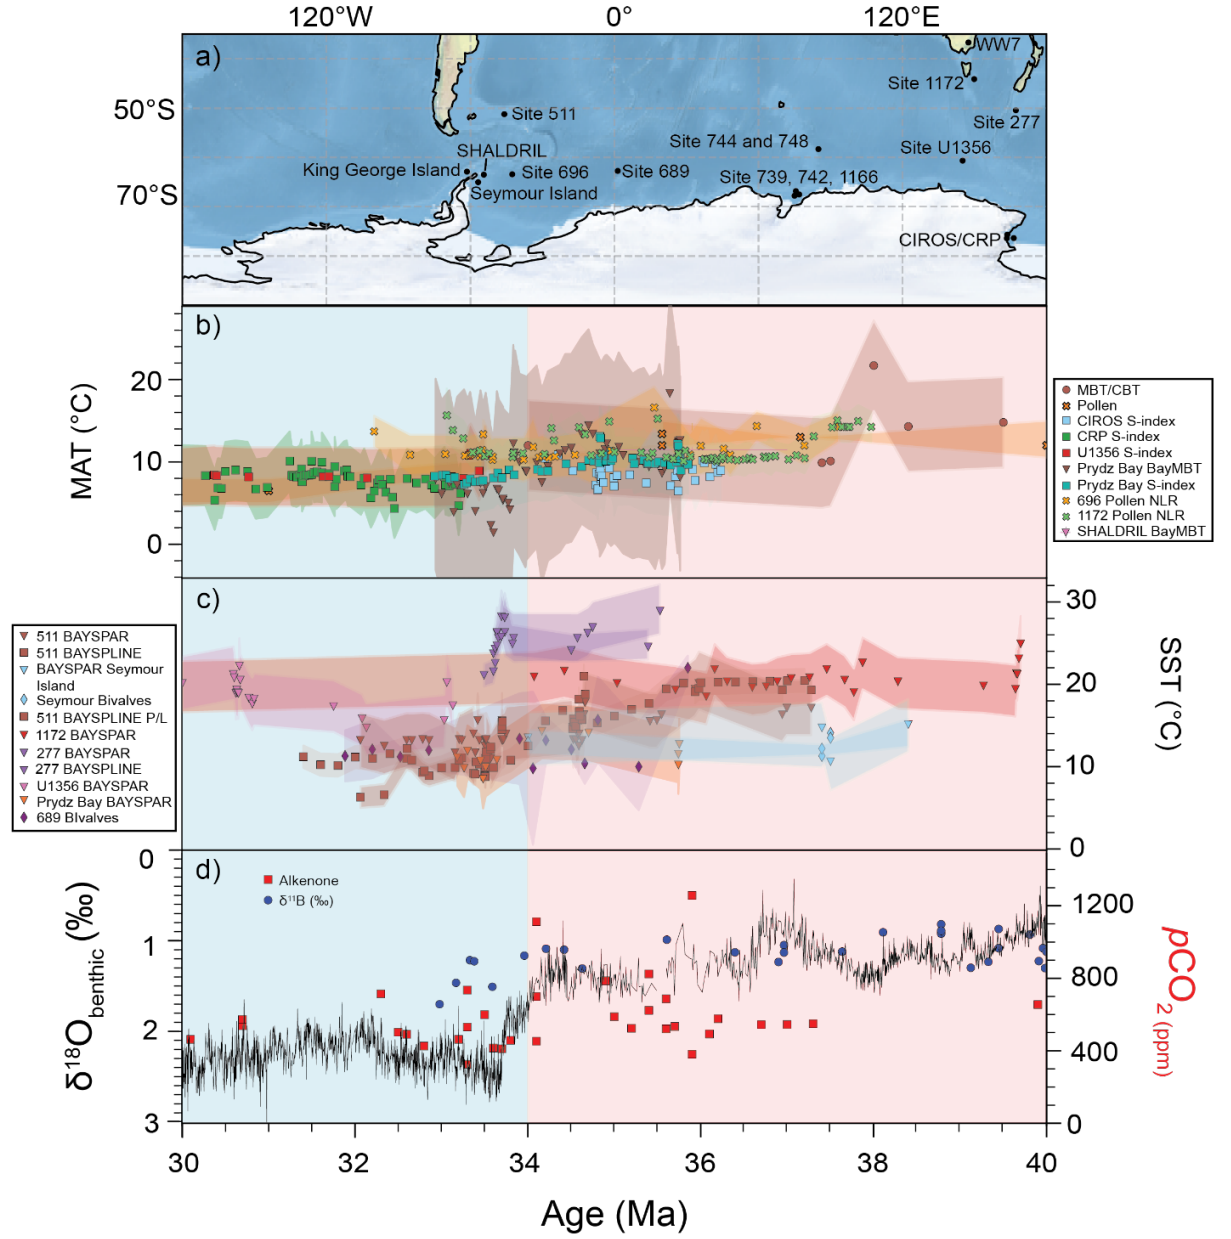 120°W 0° 120°E
a)
50°S
70°S
WW7
Site 1172
Site 511
Site 277
Site 744 and 748
Site U1356
SHALDRIL
King George Island
Site 696
Site 689
Site 739, 742, 1166
Seymour Island
CIROS/CRP
b)
MAT (°C)
20
10
0
MBT/CBT
Pollen
CIROS S-index
CRP S-index
U1356 S-index
Prydz Bay BayMBT
Prydz Bay S-index
696 Pollen NLR
1172 Pollen NLR
SHALDRIL BayMBT
c)
511 BAYSPAR
511 BAYSPLINE
BAYSPAR Seymour
Island
Seymour Bivalves
511 BAYSPLINE P/L
1172 BAYSPAR
277 BAYSPAR
277 BAYSPLINE
U1356 BAYSPAR
Prydz Bay BAYSPAR
689 BIvalves
30
20
10
0
SST (°C)
d)
Alkenone
δ¹¹B (‰)
δ¹⁸O benthic (‰)
0
1
2
3
1200
800
400
0
pCO₂ (ppm)
30 32 34 36 38 40
Age (Ma)